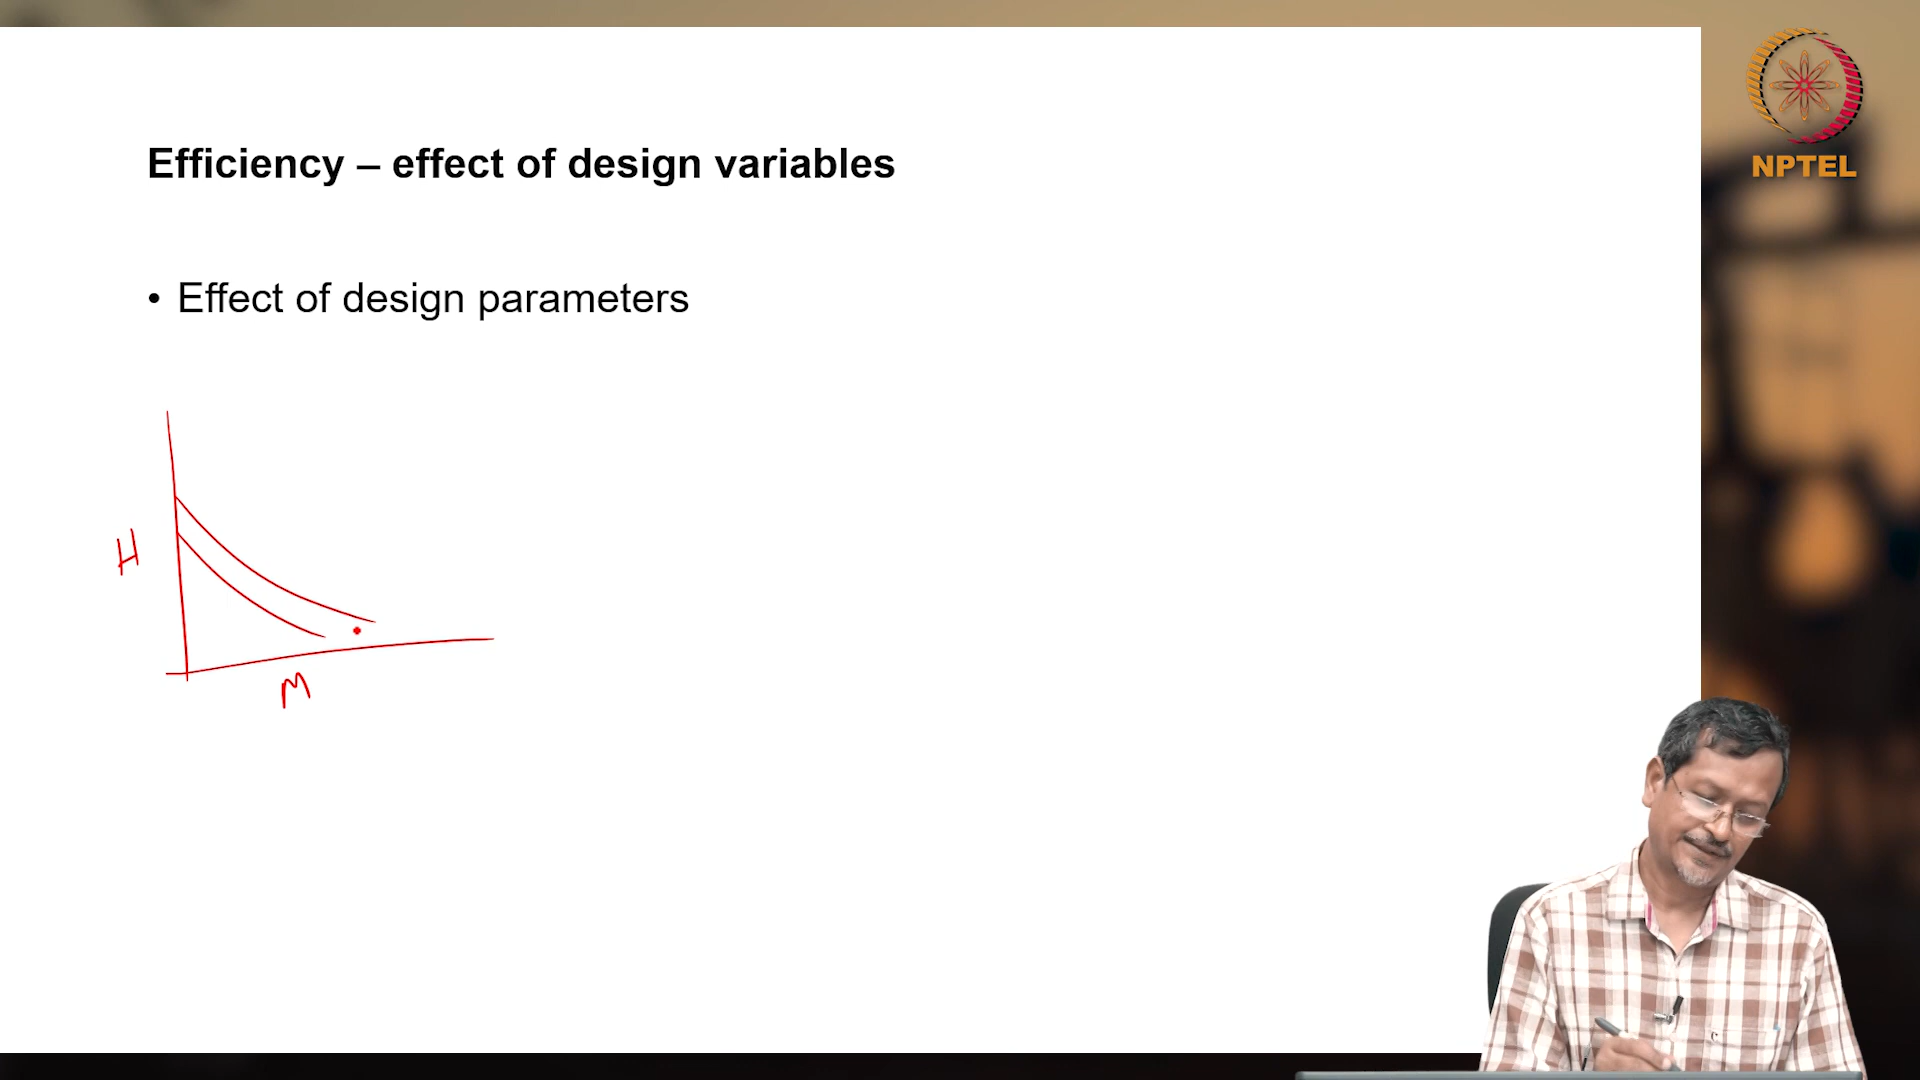 NPTEL
Efficiency – effect of design variables
• Effect of design parameters
H
M